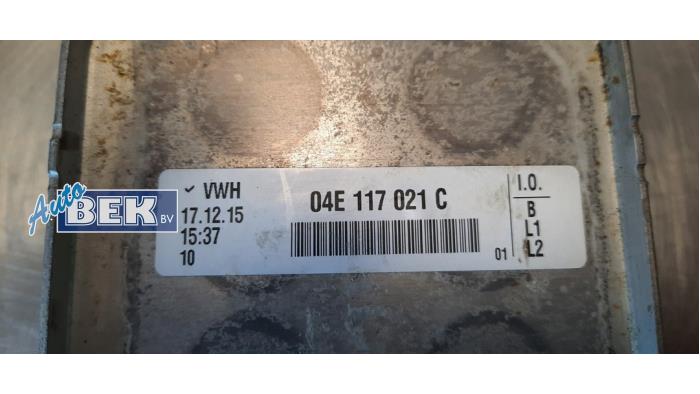 Auto
BEK BV
VWH
17.12.15
15:37
10
04E 117 021 C
01
I.O.
B
L1
L2